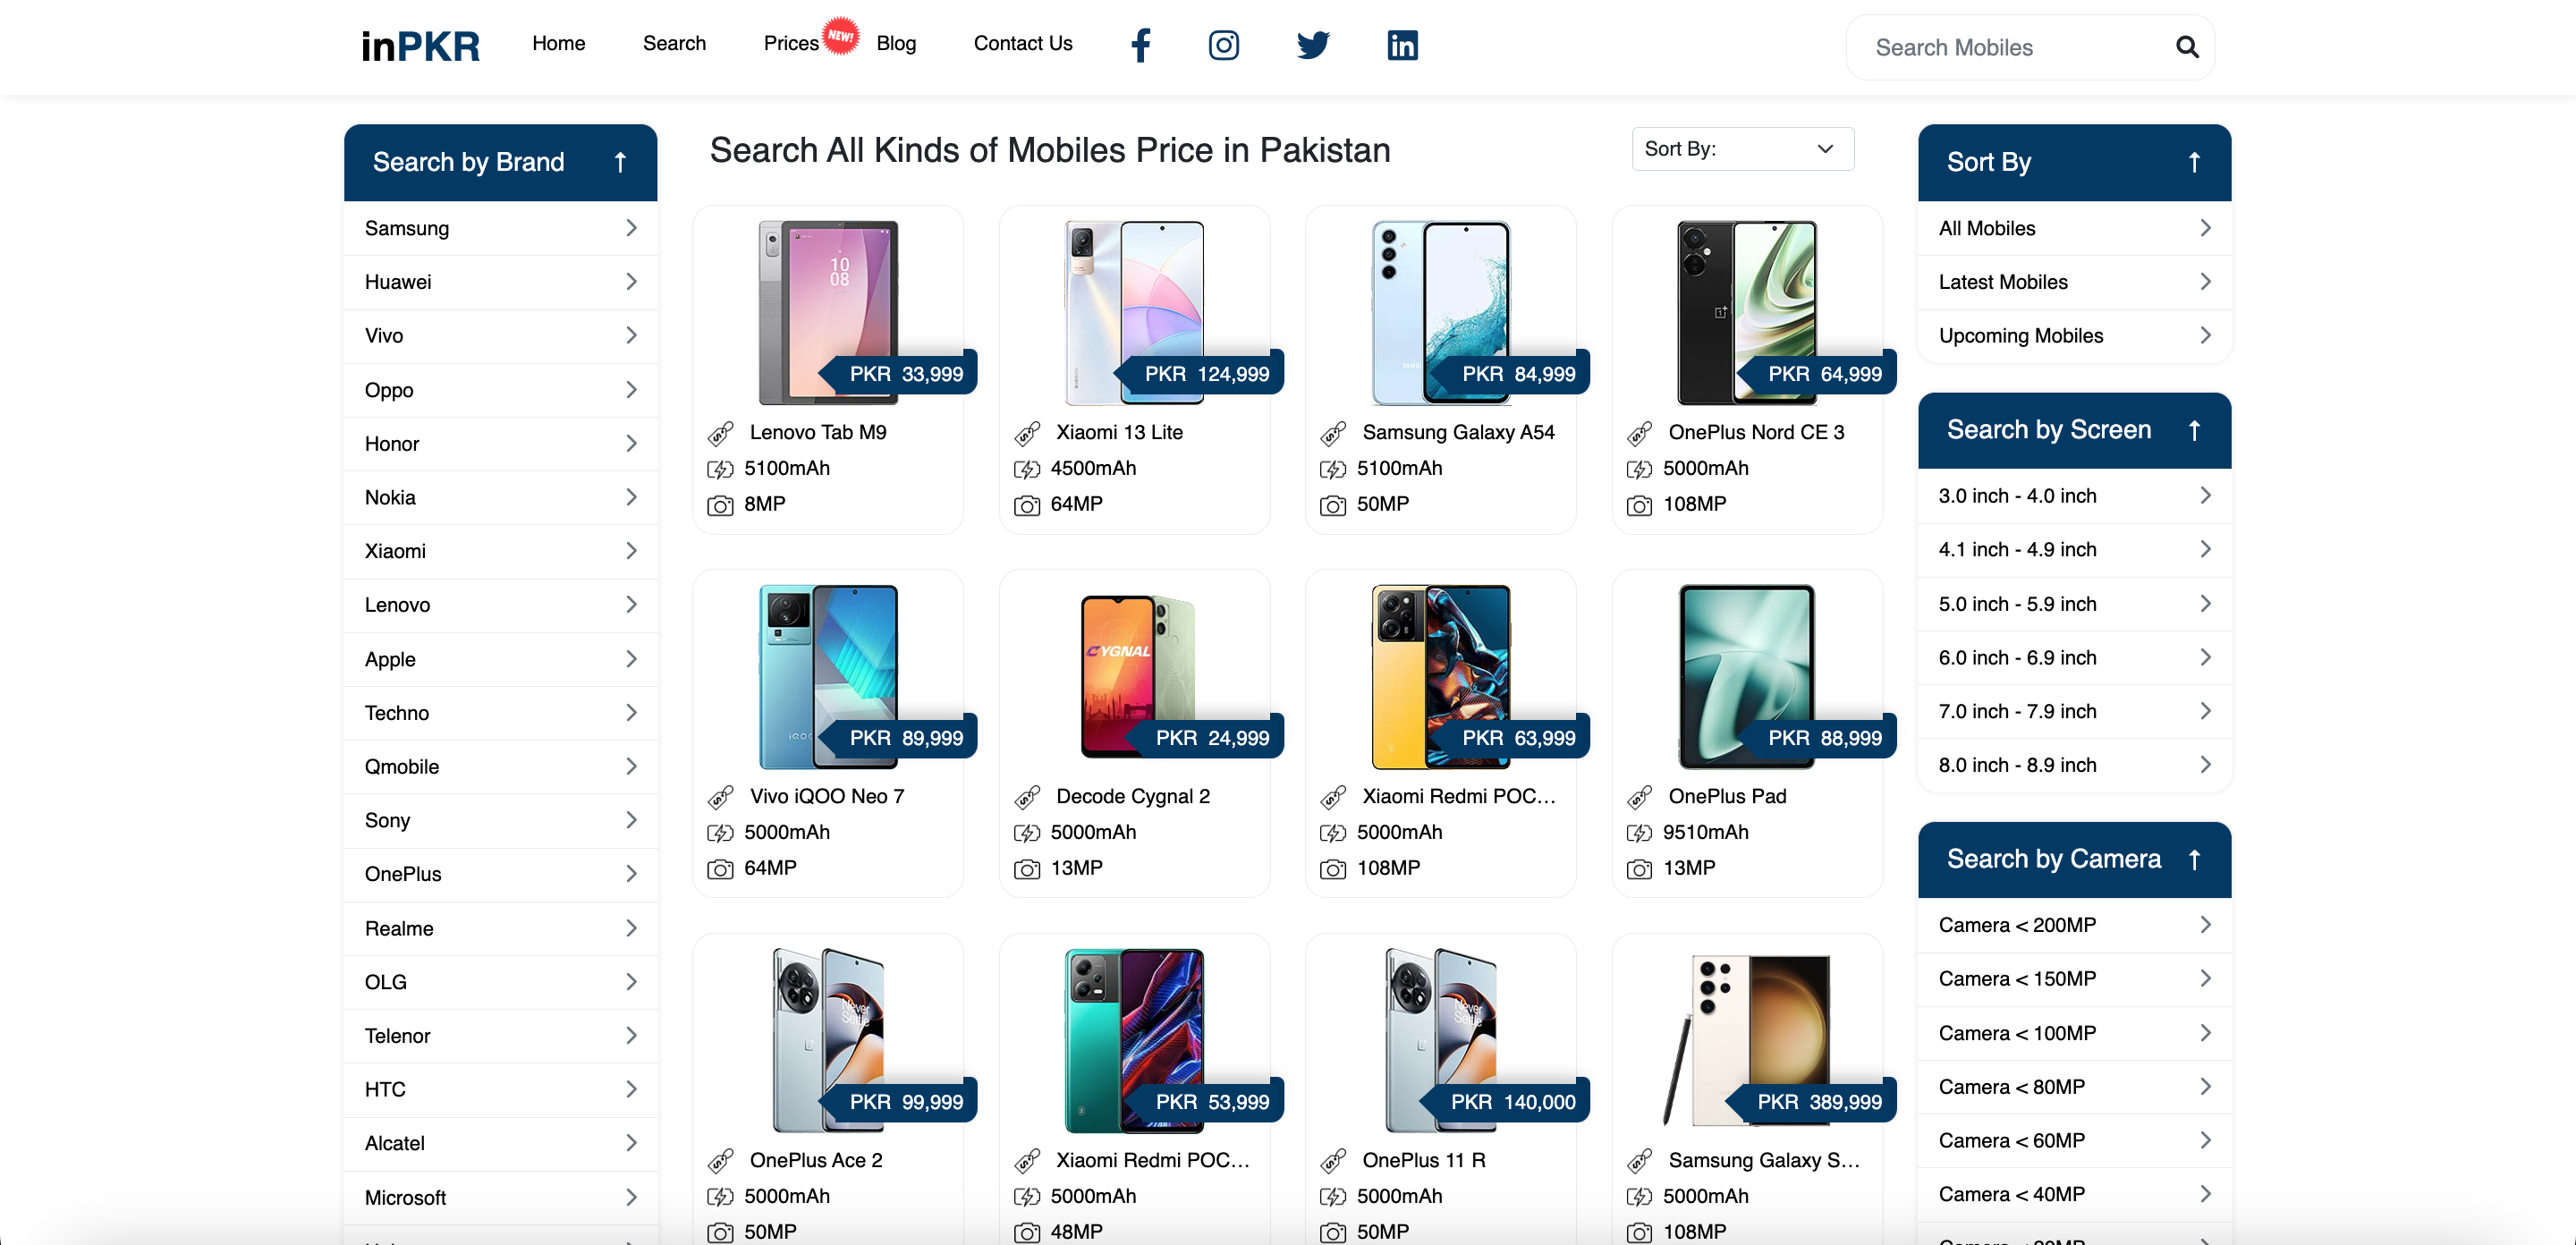 inPKR
Home
Search
Prices
NEW!
Blog
Contact Us
Search Mobiles
Search by Brand
Samsung
Huawei
Vivo
Oppo
Honor
Nokia
Xiaomi
Lenovo
Apple
Techno
Qmobile
Sony
OnePlus
Realme
OLG
Telenor
HTC
Alcatel
Microsoft
Search All Kinds of Mobiles Price in Pakistan
Sort By:
10
08
PKR 33,999
Lenovo Tab M9
5100mAh
8MP
PKR 124,999
Xiaomi 13 Lite
4500mAh
64MP
PKR 84,999
Samsung Galaxy A54
5100mAh
50MP
PKR 64,999
OnePlus Nord CE 3
5000mAh
108MP
PKR 89,999
Vivo iQOO Neo 7
5000mAh
64MP
CYGNAL
PKR 24,999
Decode Cygnal 2
5000mAh
13MP
PKR 63,999
Xiaomi Redmi POC...
5000mAh
108MP
PKR 88,999
OnePlus Pad
9510mAh
13MP
Never
Settle
PKR 99,999
OnePlus Ace 2
5000mAh
50MP
PKR 53,999
Xiaomi Redmi POC...
5000mAh
48MP
Never
Settle
PKR 140,000
OnePlus 11 R
5000mAh
50MP
PKR 389,999
Samsung Galaxy S...
5000mAh
108MP
Sort By
All Mobiles
Latest Mobiles
Upcoming Mobiles
Search by Screen
3.0 inch - 4.0 inch
4.1 inch - 4.9 inch
5.0 inch - 5.9 inch
6.0 inch - 6.9 inch
7.0 inch - 7.9 inch
8.0 inch - 8.9 inch
Search by Camera
Camera < 200MP
Camera < 150MP
Camera < 100MP
Camera < 80MP
Camera < 60MP
Camera < 40MP